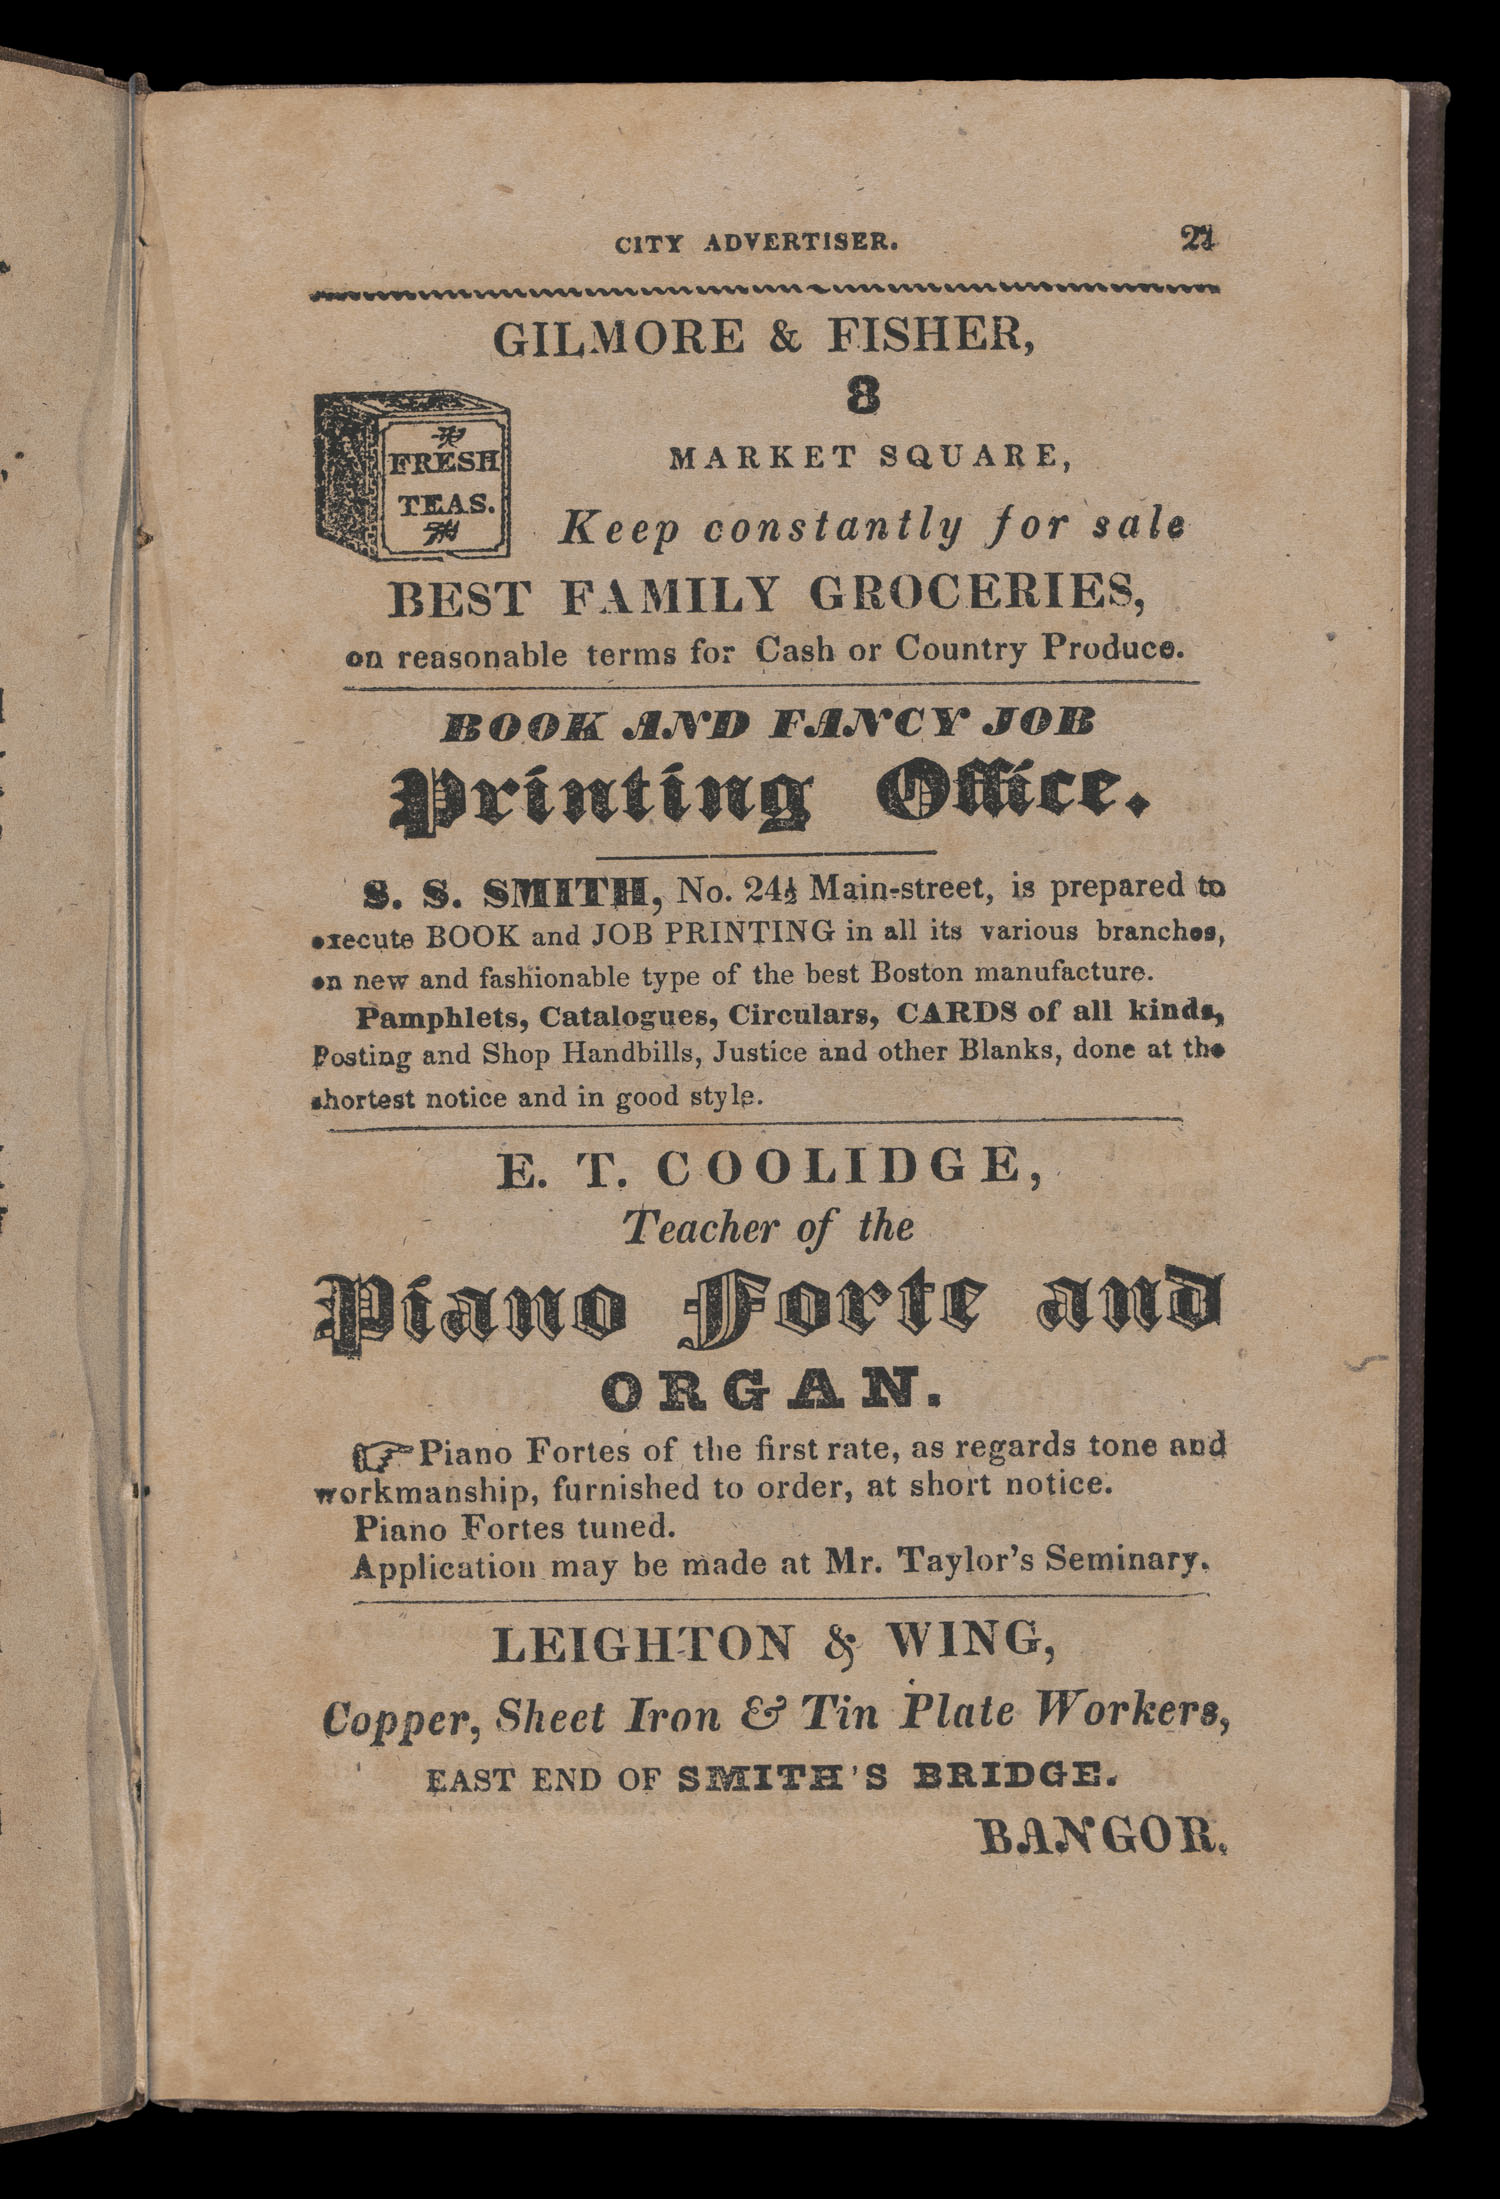 CITY ADVERTISER.
GILMORE & FISHER,
8
MARKET SQUARE,
FRESH
TEAS.
Keep constantly for sale
BEST FAMILY GROCERIES,
on reasonable terms for Cash or Country Produce.
BOOK AND FANCY JOB
Printing Office.
S. S. SMITH, No. 24½ Main-street, is prepared to
execute BOOK and JOB PRINTING in all its various branches,
on new and fashionable type of the best Boston manufacture.
Pamphlets, Catalogues, Circulars, CARDS of all kinds,
Posting and Shop Handbills, Justice and other Blanks, done at the
shortest notice and in good style.
E. T. COOLIDGE,
Teacher of the
Piano Forte and
ORGAN.
☞Piano Fortes of the first rate, as regards tone and
workmanship, furnished to order, at short notice.
Piano Fortes tuned.
Application may be made at Mr. Taylor's Seminary.
LEIGHTON & WING,
Copper, Sheet Iron & Tin Plate Workers,
EAST END OF SMITH'S BRIDGE.
BANGOR.